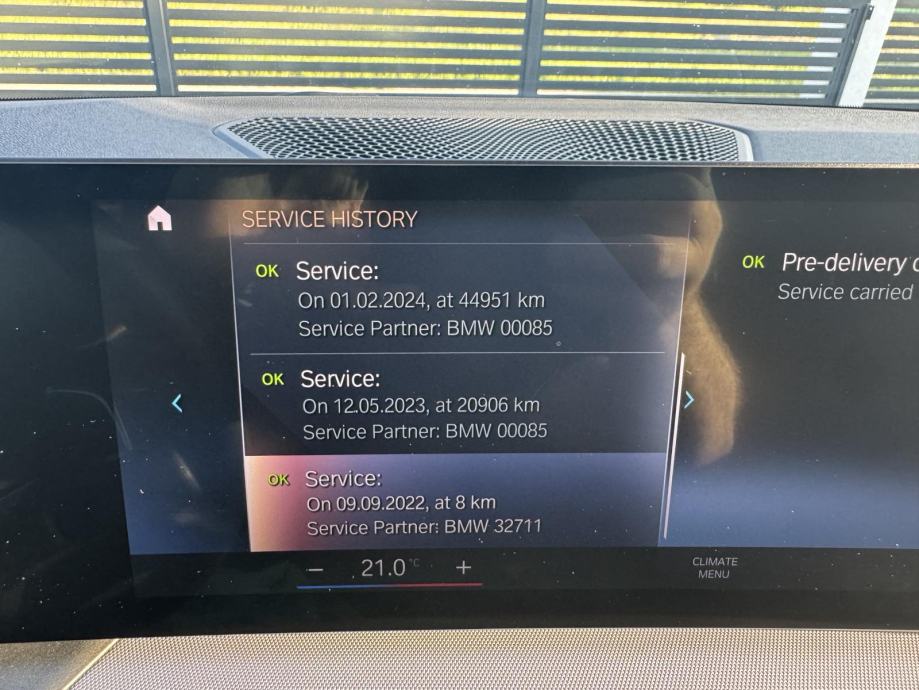 SERVICE HISTORY
OK Service:
On 01.02.2024, at 44951 km
Service Partner: BMW 00085
OK Service:
On 12.05.2023, at 20906 km
Service Partner: BMW 00085
OK Service:
On 09.09.2022, at 8 km
Service Partner: BMW 32711
OK Pre-delivery
Service carried
− 21.0 °C +
CLIMATE
MENU